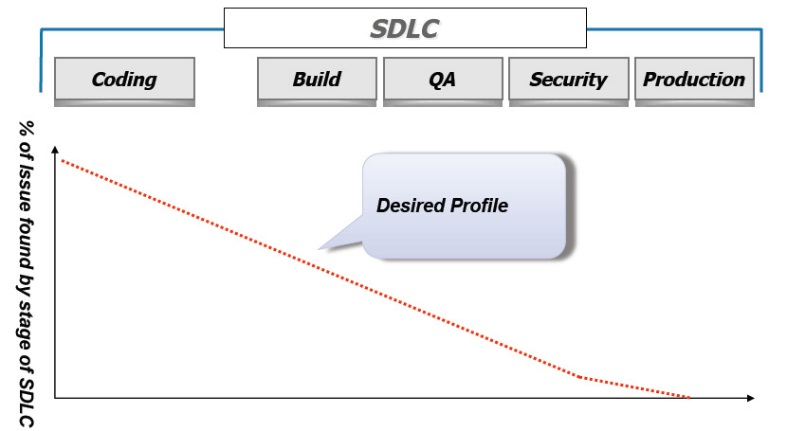 SDLC
Coding
Build
QA
Security
Production
% of Issue found by stage of SDLC
Desired Profile